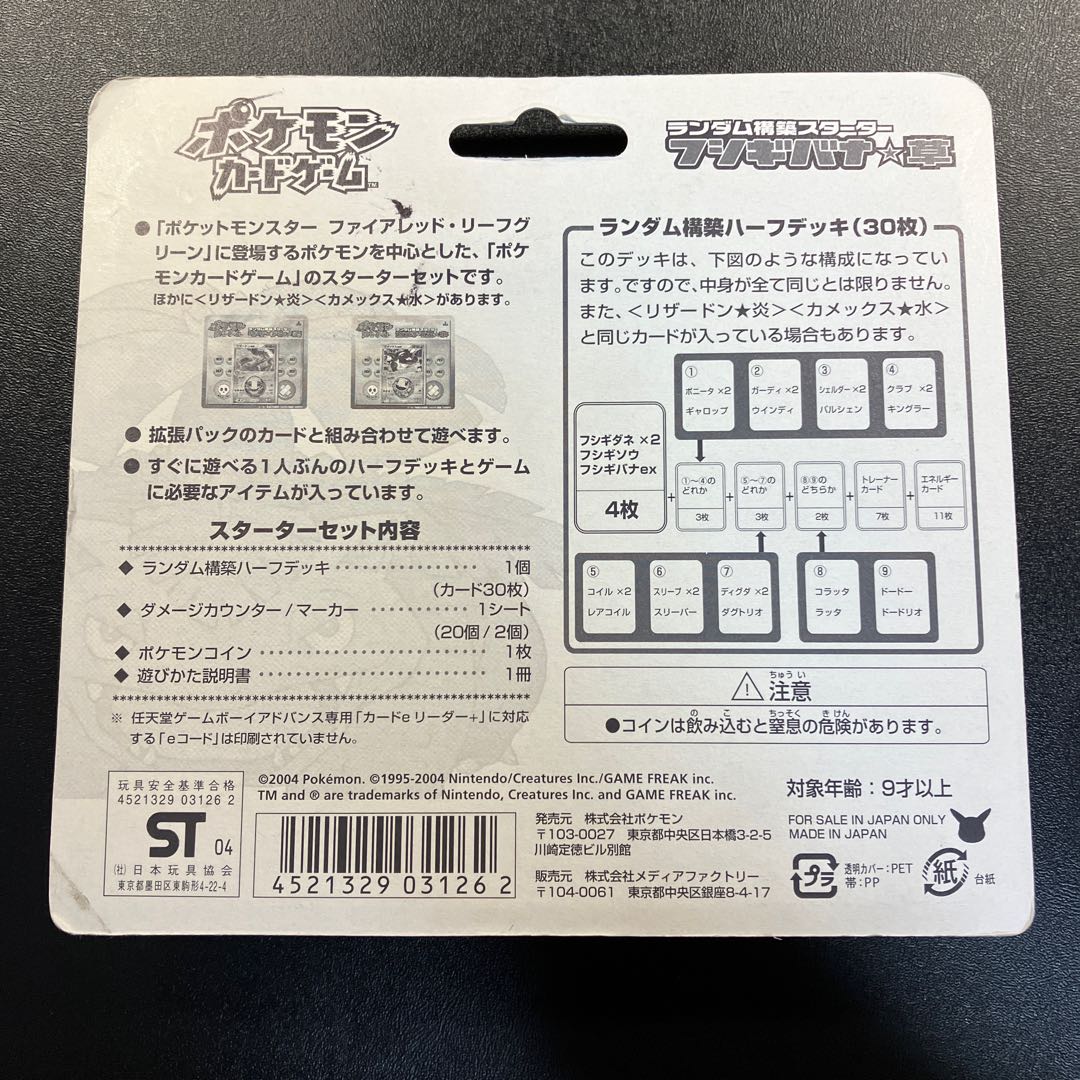 ポケモン
カードゲーム™
ランダム構築スターター
フシギバナ☆草
●「ポケットモンスター ファイアレッド・リーフグ
リーン」に登場するポケモンを中心とした、「ポケ
モンカードゲーム」のスターターセットです。
ほかに<リザードン★炎><カメックス★水>があります。
● 拡張パックのカードと組み合わせて遊べます。
● すぐに遊べる1人ぶんのハーフデッキとゲーム
に必要なアイテムが入っています。
スターターセット内容
◆ ランダム構築ハーフデッキ・・・・・・・・・・・・・・・1個
(カード30枚)
◆ ダメージカウンター/マーカー ・・・・・・・・・・1シート
(20個/2個)
◆ ポケモンコイン・・・・・・・・・・・・・・・・・・・・・・1枚
◆ 遊びかた説明書・・・・・・・・・・・・・・・・・・・・・・1冊
※ 任天堂ゲームボーイアドバンス専用「カードeリーダー+」に対応
する「eコード」は印刷されていません。
ランダム構築ハーフデッキ(30枚)
このデッキは、下図のような構成になっていま
す。ですので、中身が全て同じとは限りません。
また、<リザードン★炎><カメックス★水>
と同じカードが入っている場合もあります。
①
ポニータ ×2
ギャロップ
②
ガーディ ×2
ウインディ
③
シェルダー ×2
パルシェン
④
クラブ ×2
キングラー
フシギダネ ×2
フシギソウ
フシギバナex
4枚
+
①〜④の
どれか
3枚
+
⑤〜⑦の
どれか
3枚
+
⑧⑨の
どちらか
2枚
+
トレーナー
カード
7枚
+
エネルギー
カード
11枚
⑤
コイル ×2
レアコイル
⑥
スリープ ×2
スリーパー
⑦
ディグダ ×2
ダグトリオ
⑧
コラッタ
ラッタ
⑨
ドードー
ドードリオ
ちゅう い
⚠ 注意
の こ ちっそく き けん
●コインは飲み込むと窒息の危険があります。
玩具安全基準合格
4521329 03126 2
ST 04
(社)日本玩具協会
東京都墨田区東駒形4-22-4
©2004 Pokémon. ©1995-2004 Nintendo/Creatures Inc./GAME FREAK inc.
TM and ® are trademarks of Nintendo, Creatures Inc. and GAME FREAK inc.
4 521329 031262
発売元 株式会社ポケモン
〒103-0027 東京都中央区日本橋3-2-5
川崎定徳ビル別館
販売元 株式会社メディアファクトリー
〒104-0061 東京都中央区銀座8-4-17
対象年齢:9才以上
FOR SALE IN JAPAN ONLY
MADE IN JAPAN
プラ
透明カバー:PET
帯:PP
紙
台紙